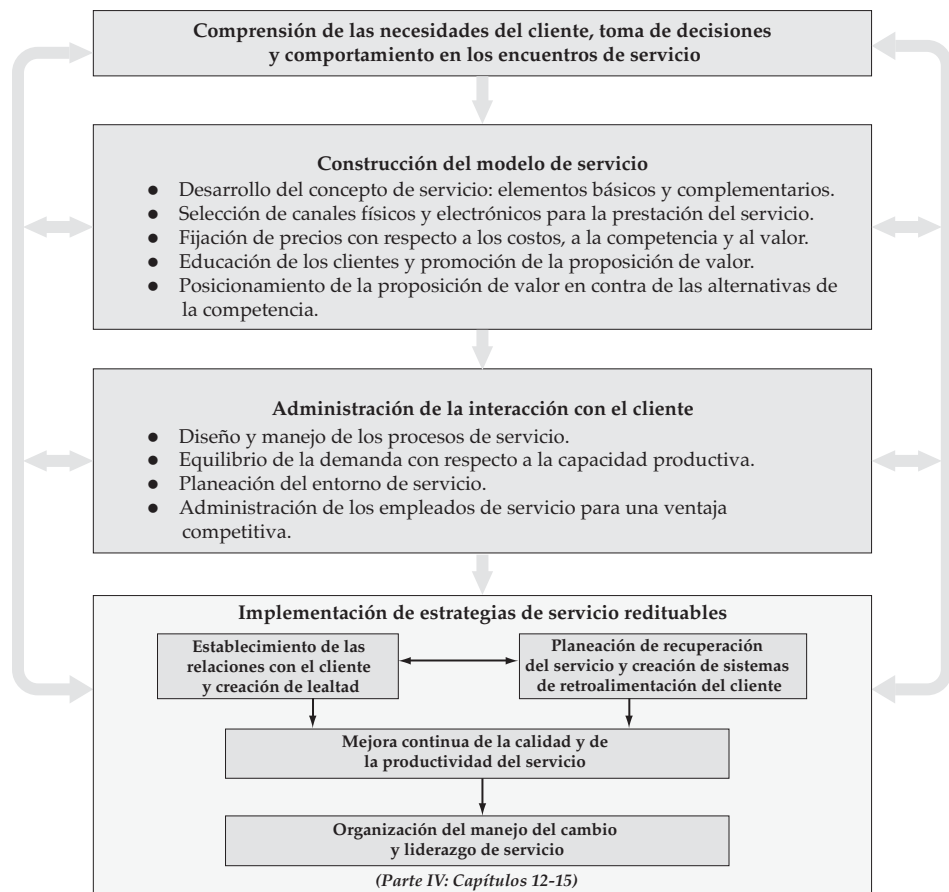 Comprensión de las necesidades del cliente, toma de decisiones
y comportamiento en los encuentros de servicio
Construcción del modelo de servicio
● Desarrollo del concepto de servicio: elementos básicos y complementarios.
● Selección de canales físicos y electrónicos para la prestación del servicio.
● Fijación de precios con respecto a los costos, a la competencia y al valor.
● Educación de los clientes y promoción de la proposición de valor.
● Posicionamiento de la proposición de valor en contra de las alternativas de
la competencia.
Administración de la interacción con el cliente
● Diseño y manejo de los procesos de servicio.
● Equilibrio de la demanda con respecto a la capacidad productiva.
● Planeación del entorno de servicio.
● Administración de los empleados de servicio para una ventaja
competitiva.
Implementación de estrategias de servicio redituables
Establecimiento de las
relaciones con el cliente
y creación de lealtad
Planeación de recuperación
del servicio y creación de sistemas
de retroalimentación del cliente
Mejora continua de la calidad y de
la productividad del servicio
Organización del manejo del cambio
y liderazgo de servicio
(Parte IV: Capítulos 12-15)